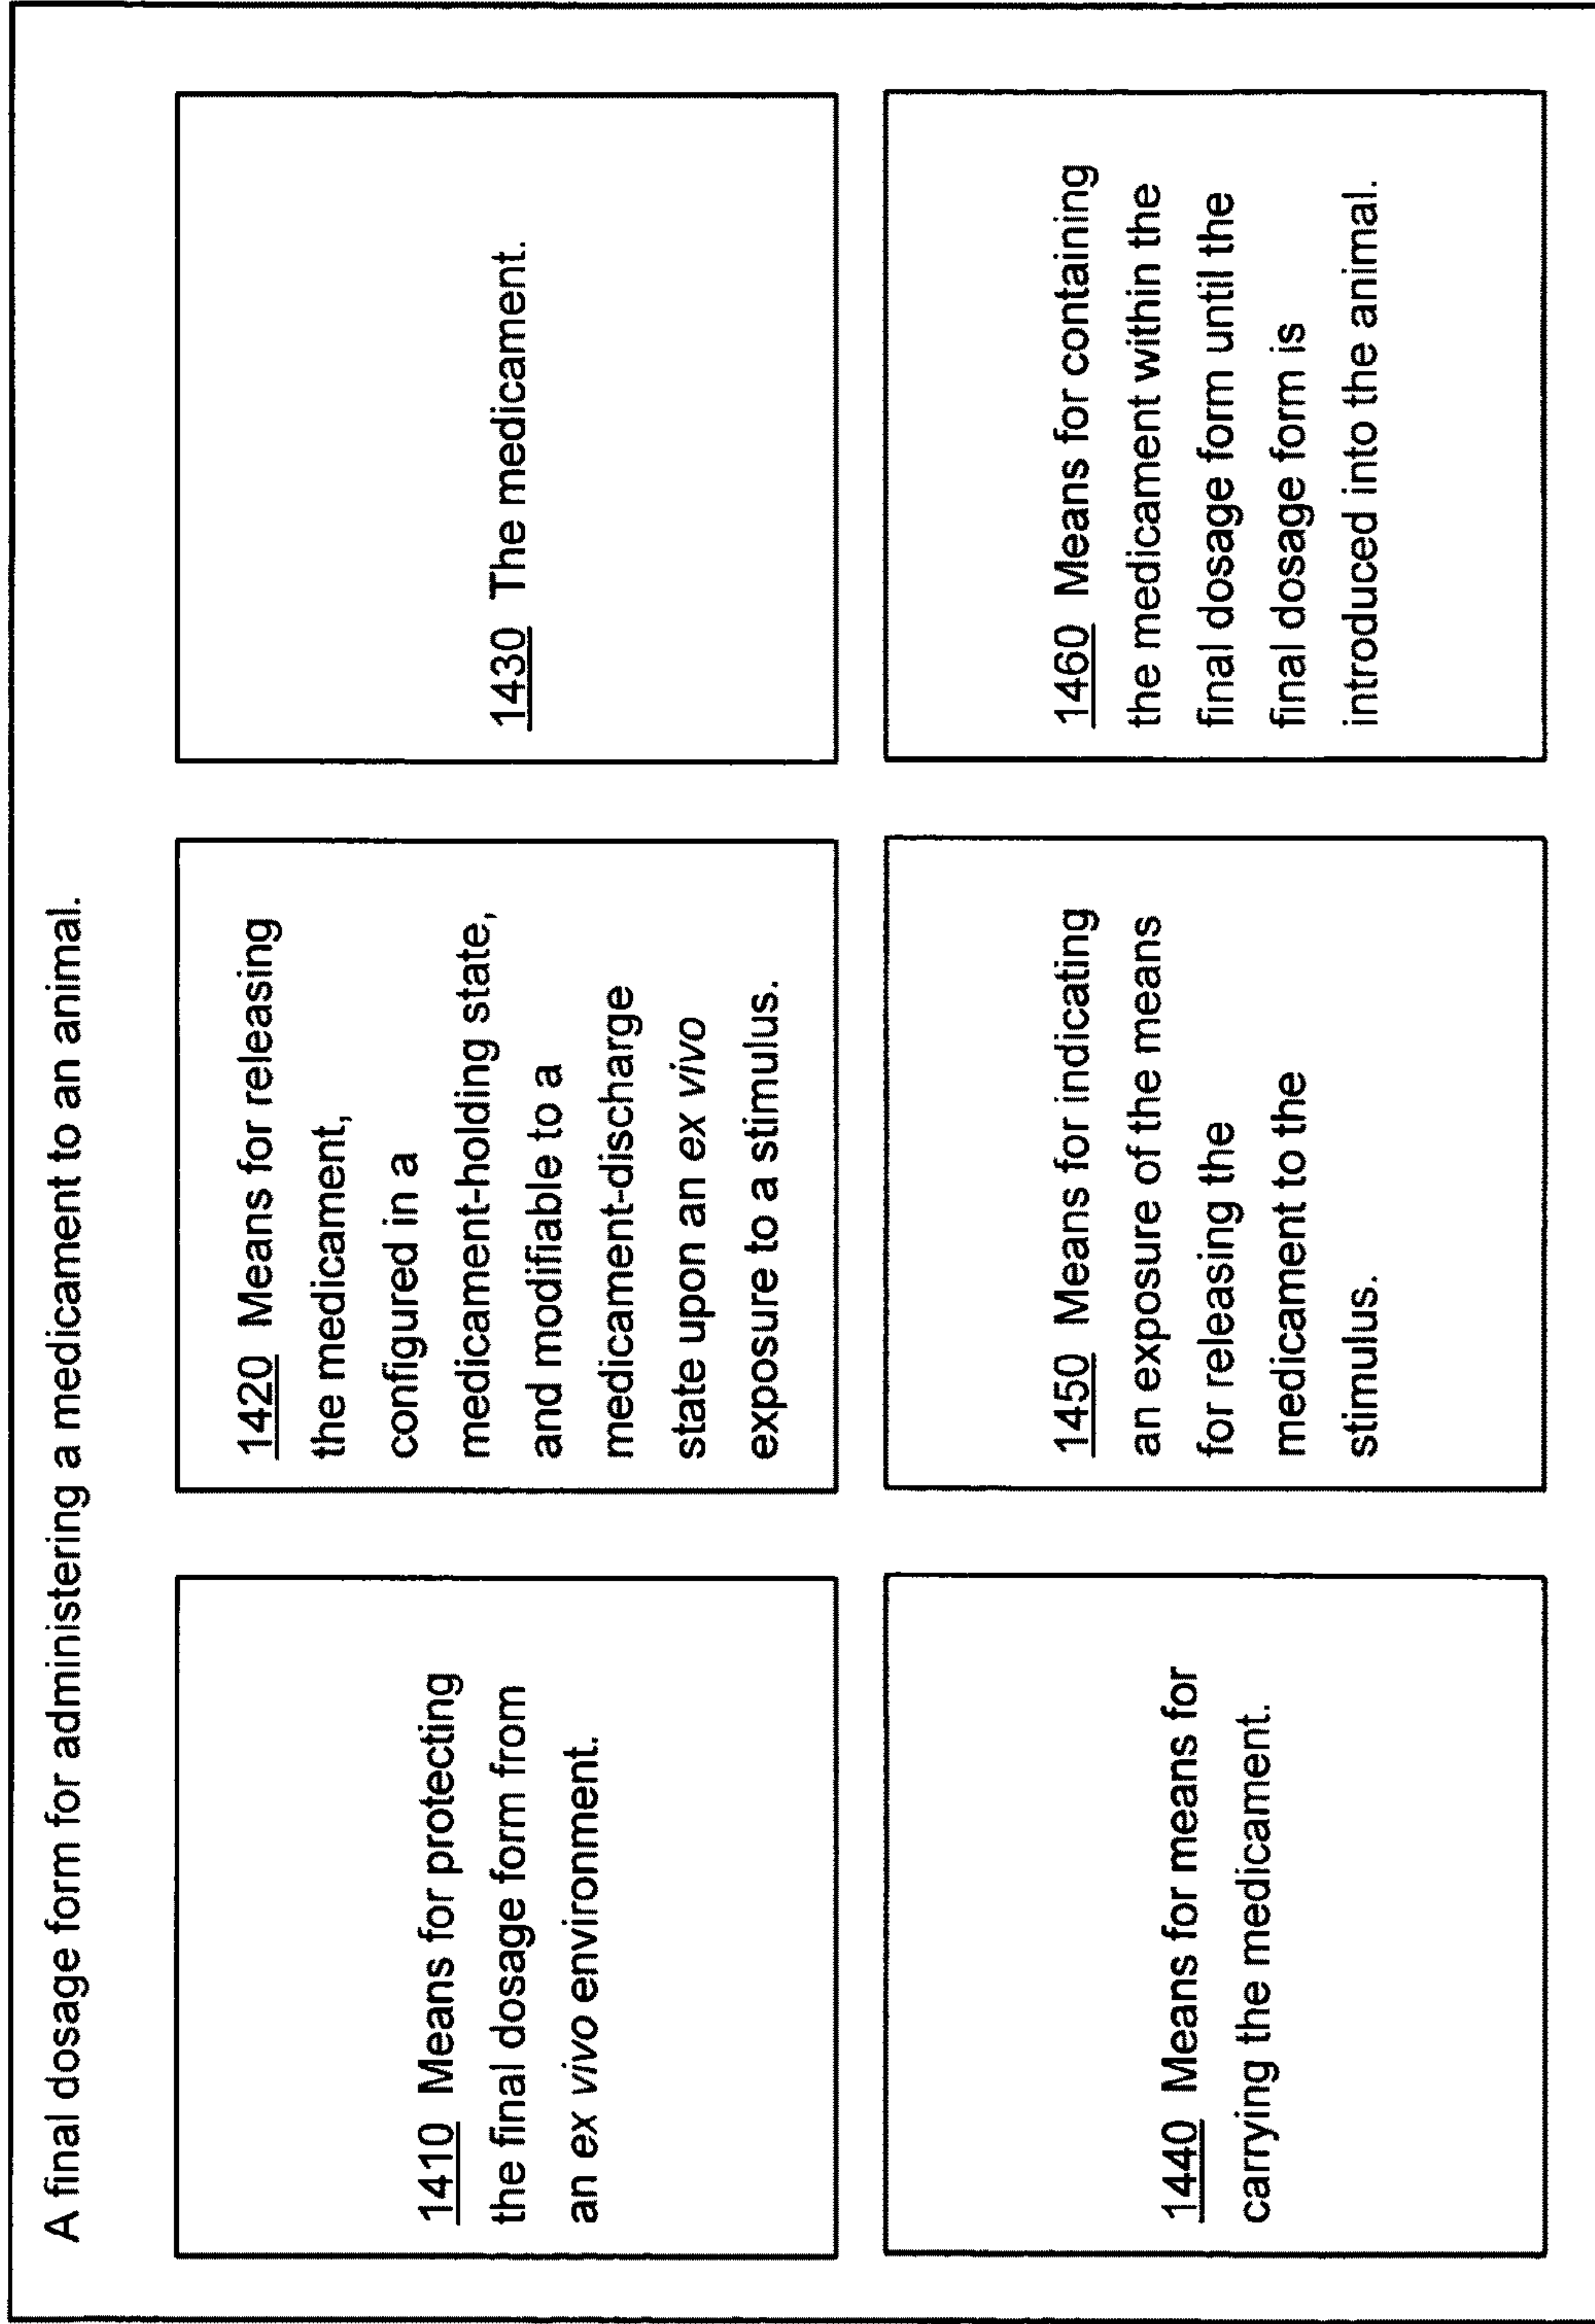 A final dosage form for administering a medicament to an animal.
1410 Means for protecting
the final dosage form from
an ex vivo environment.
1420 Means for releasing
the medicament,
configured in a
medicament-holding state,
and modifiable to a
medicament-discharge
state upon an ex vivo
exposure to a stimulus.
1430 The medicament.
1440 Means for means for
carrying the medicament.
1450 Means for indicating
an exposure of the means
for releasing the
medicament to the
stimulus.
1460 Means for containing
the medicament within the
final dosage form until the
final dosage form is
introduced into the animal.